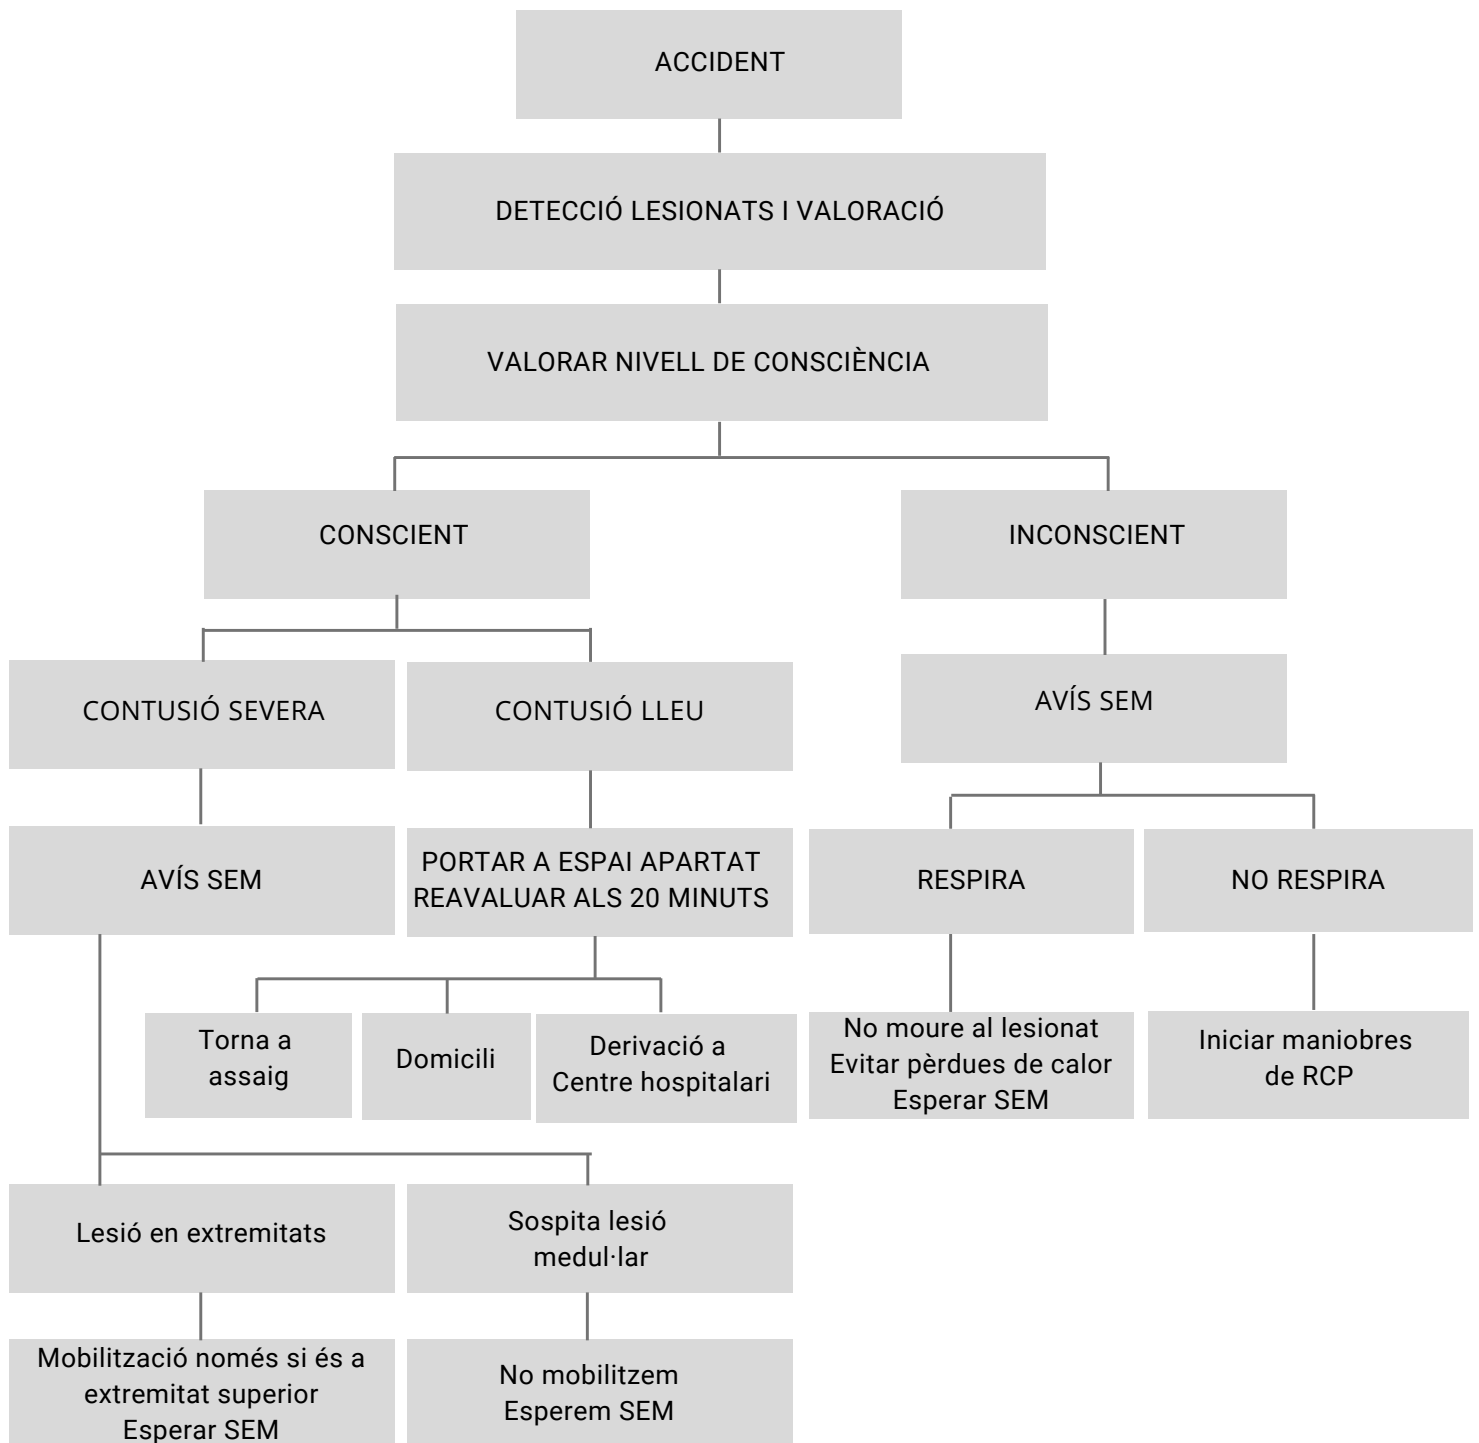 ACCIDENT
DETECCIÓ LESIONATS I VALORACIÓ
VALORAR NIVELL DE CONSCIÈNCIA
CONSCIENT
INCONSCIENT
CONTUSIÓ SEVERA
CONTUSIÓ LLEU
AVÍS SEM
AVÍS SEM
PORTAR A ESPAI APARTAT
REAVALUAR ALS 20 MINUTS
RESPIRA
NO RESPIRA
Torna a
assaig
Domicili
Derivació a
Centre hospitalari
No moure al lesionat
Evitar pèrdues de calor
Esperar SEM
Iniciar maniobres
de RCP
Lesió en extremitats
Sospita lesió
medul·lar
Mobilització només si és a
extremitat superior
Esperar SEM
No mobilitzem
Esperem SEM